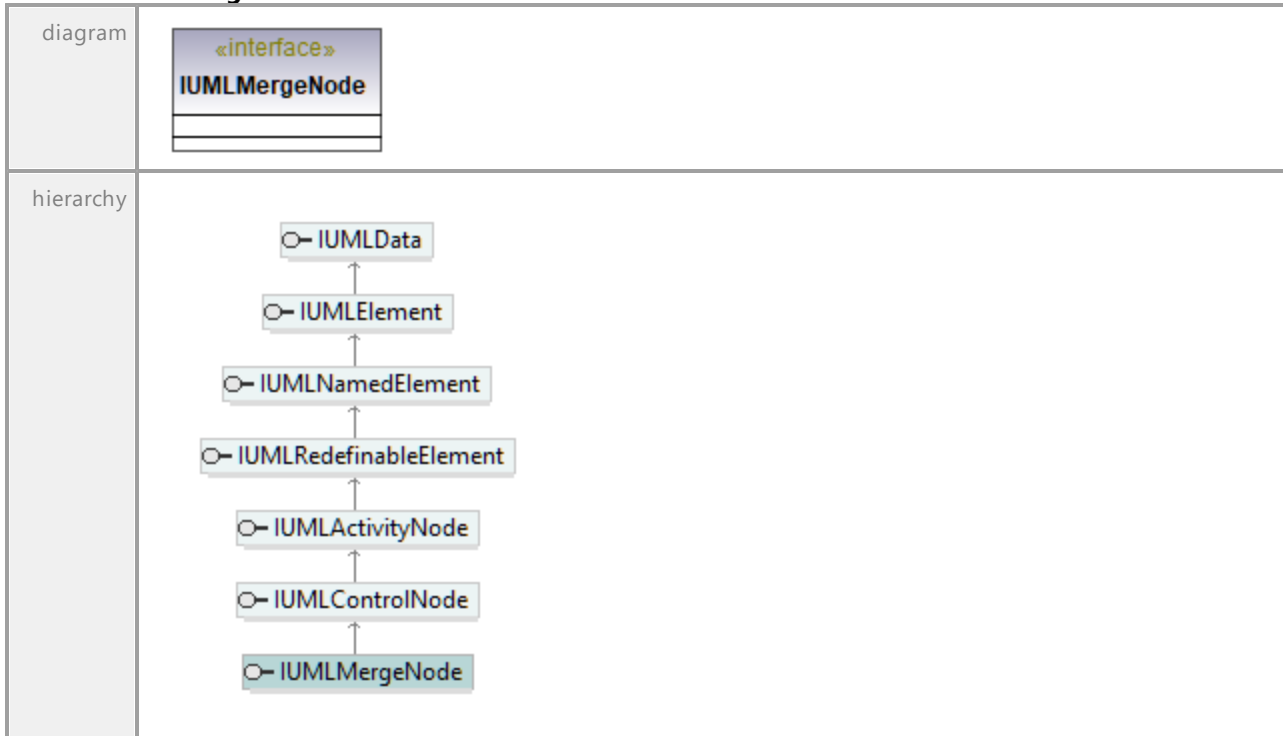 diagram
«interface»
IUMLMergeNode
hierarchy
IUMLData
IUMLElement
IUMLNamedElement
IUMLRedefinableElement
IUMLActivityNode
IUMLControlNode
IUMLMergeNode